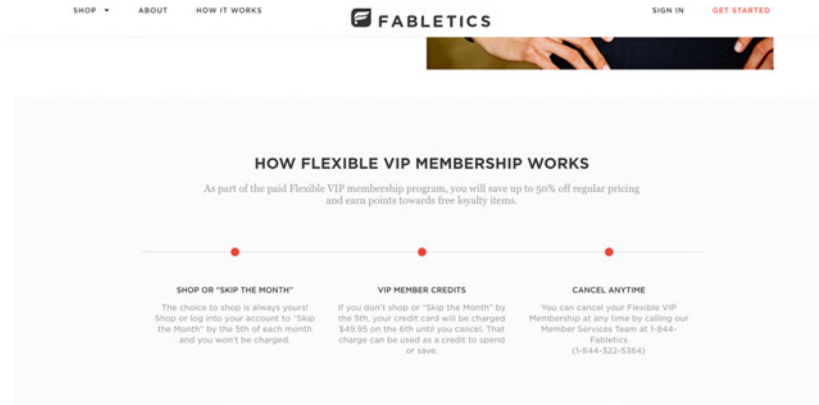 SHOP ABOUT HOW IT WORKS FABLETICS SIGN IN GET STARTED
HOW FLEXIBLE VIP MEMBERSHIP WORKS
As part of the paid Flexible VIP membership program, you will save up to 50% off regular pricing
and earn points towards free loyalty items.
SHOP OR "SKIP THE MONTH"
The choice to shop is always yours!
Shop or log into your account to "Skip
the Month" by the 5th of each month
and you won't be charged.
VIP MEMBER CREDITS
If you don't shop or "Skip the Month" by
the 5th, your credit card will be charged
$49.95 on the 6th until you cancel. That
charge can be used as a credit to spend
or save.
CANCEL ANYTIME
You can cancel your Flexible VIP
Membership at any time by calling our
Member Services Team at 1-844-
Fabletics
(1-844-322-5384)